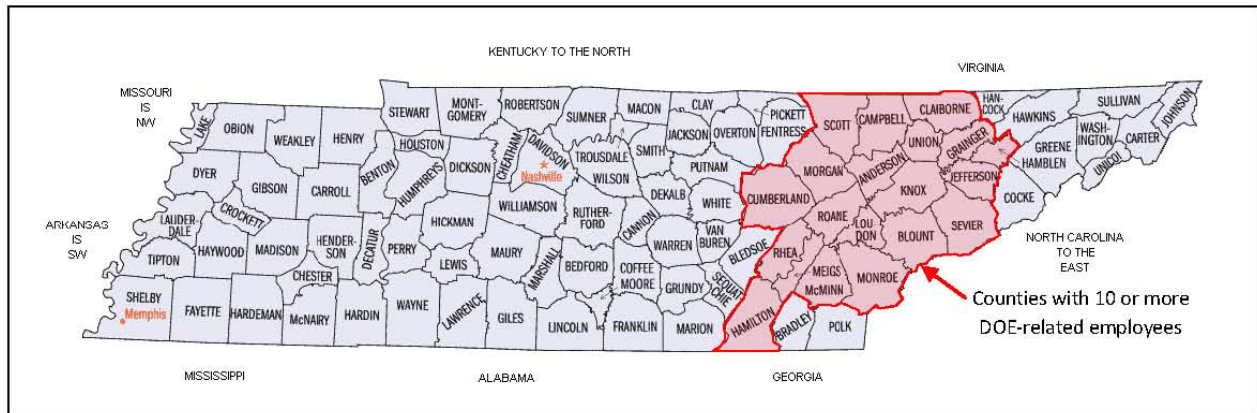 KENTUCKY TO THE NORTH
VIRGINIA
MISSOURI
IS
NW
ARKANSAS
IS
SW
NORTH CAROLINA
TO THE
EAST
MISSISSIPPI
ALABAMA
GEORGIA
Counties with 10 or more
DOE-related employees
LAKE
OBION
WEAKLEY
HENRY
STEWART
MONT-
GOMERY
ROBERTSON
SUMNER
MACON
CLAY
PICKETT
FENTRESS
SCOTT
CAMPBELL
CLAIBORNE
HAN-
COCK
HAWKINS
SULLIVAN
JOHNSON
DYER
GIBSON
CARROLL
BENTON
HOUSTON
HUMPHREYS
DICKSON
CHEATHAM
DAVIDSON
Nashville
TROUSDALE
WILSON
SMITH
JACKSON
OVERTON
PUTNAM
MORGAN
ANDERSON
UNION
GRAINGER
HAMBLEN
GREENE
WASH-
INGTON
UNICOI
CARTER
LAUDER-
DALE
CROCKETT
HAYWOOD
MADISON
HENDER-
SON
DECATUR
PERRY
HICKMAN
WILLIAMSON
RUTHER-
FORD
CANNON
DEKALB
WHITE
CUMBERLAND
ROANE
LOU
DON
KNOX
JEFFERSON
SEVIER
COCKE
TIPTON
CHESTER
LEWIS
MAURY
MARSHALL
BEDFORD
COFFEE
MOORE
WARREN
VAN
BUREN
BLEDSOE
SEQUAT
CHIE
RHEA
MEIGS
McMINN
MONROE
BLOUNT
SHELBY
Memphis
FAYETTE
HARDEMAN
McNAIRY
HARDIN
WAYNE
LAWRENCE
GILES
LINCOLN
FRANKLIN
GRUNDY
MARION
HAMILTON
BRADLEY
PCLK